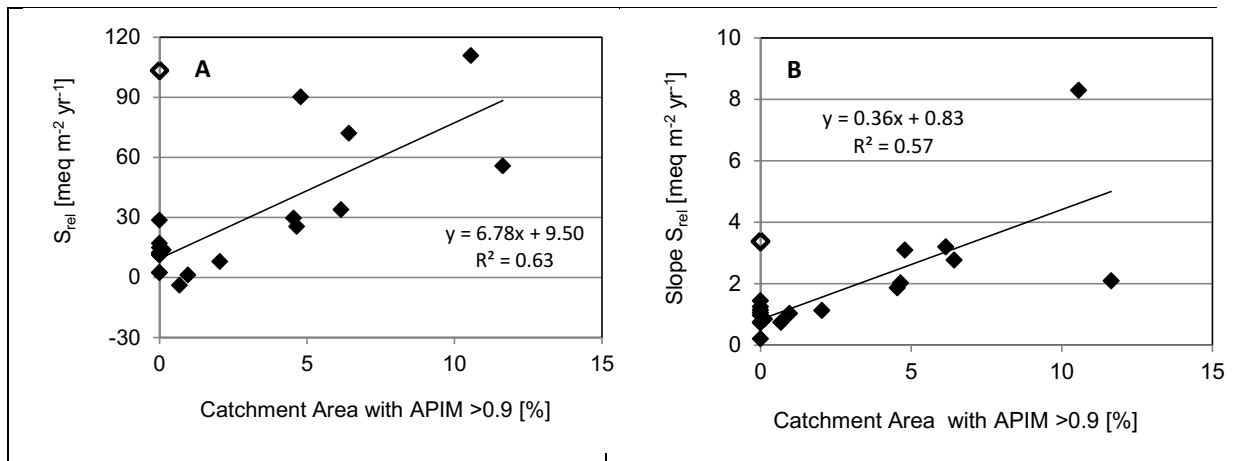 A
S_rel [meq m⁻² yr⁻¹]
120
90
60
30
0
-30
y = 6.78x + 9.50
R² = 0.63
0 5 10 15
Catchment Area with APIM >0.9 [%]
B
Slope S_rel [meq m⁻² yr⁻¹]
10
8
6
4
2
0
y = 0.36x + 0.83
R² = 0.57
0 5 10 15
Catchment Area with APIM >0.9 [%]